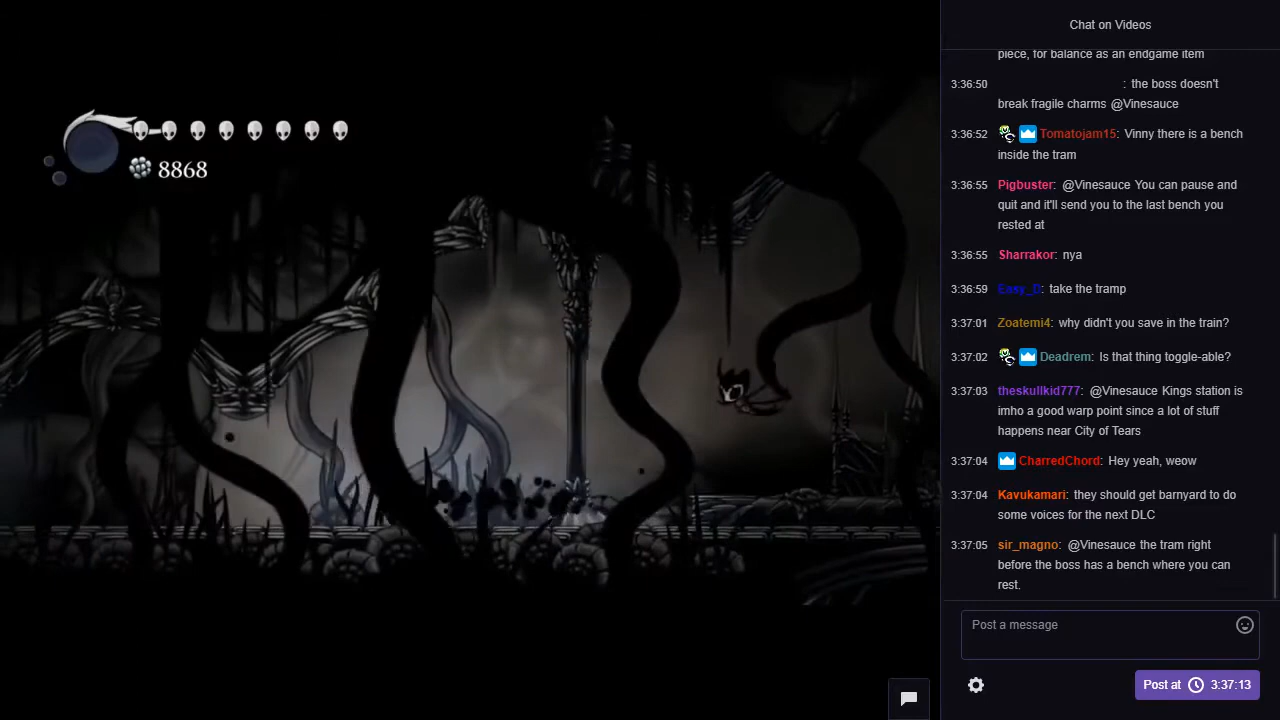 8868
Chat on Videos
piece, for balance as an endgame item
3:36:50 : the boss doesn't
break fragile charms @Vinesauce
3:36:52 Tomatojam15: Vinny there is a bench
inside the tram
3:36:55 Pigbuster: @Vinesauce You can pause and
quit and it'll send you to the last bench you
rested at
3:36:55 Sharrakor: nya
3:36:59 Easy_D: take the tramp
3:37:01 Zoatemi4: why didn't you save in the train?
3:37:02 Deadrem: Is that thing toggle-able?
3:37:03 theskullkid777: @Vinesauce Kings station is
imho a good warp point since a lot of stuff
happens near City of Tears
3:37:04 CharredChord: Hey yeah, weow
3:37:04 Kavukamari: they should get barnyard to do
some voices for the next DLC
3:37:05 sir_magno: @Vinesauce the tram right
before the boss has a bench where you can
rest.
Post a message
Post at 3:37:13